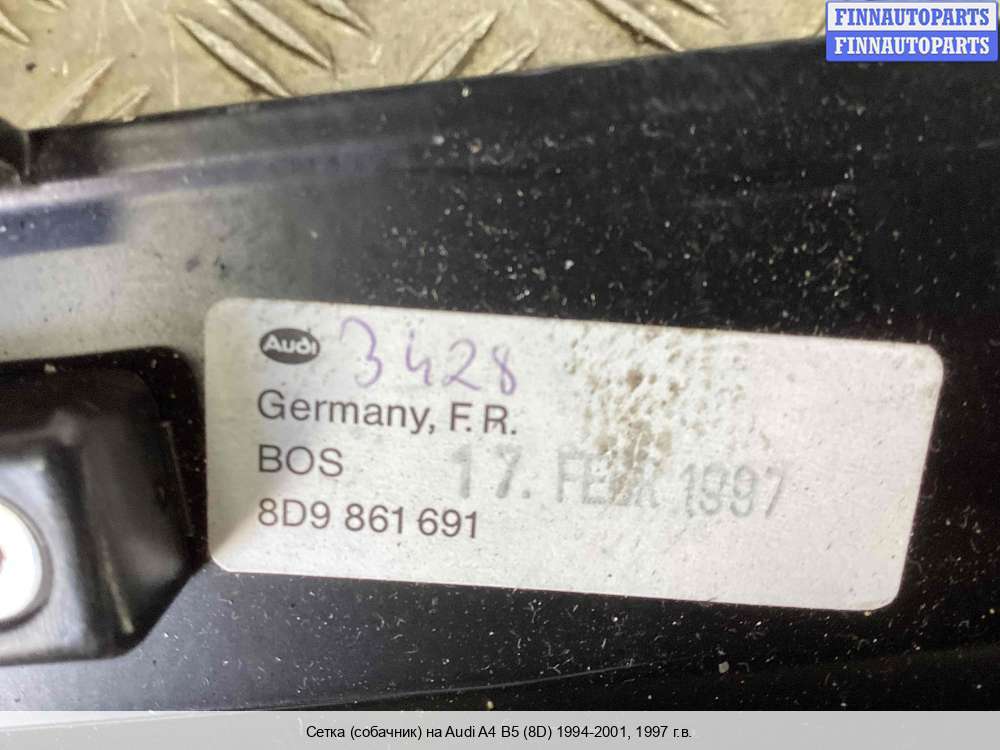 FINNAUTOPARTS
FINNAUTOPARTS
Audi 3428
Germany, F.R.
BOS
17. 1997
8D9 861 691
Сетка (собачник) на Audi A4 B5 (8D) 1994-2001, 1997 г.в.